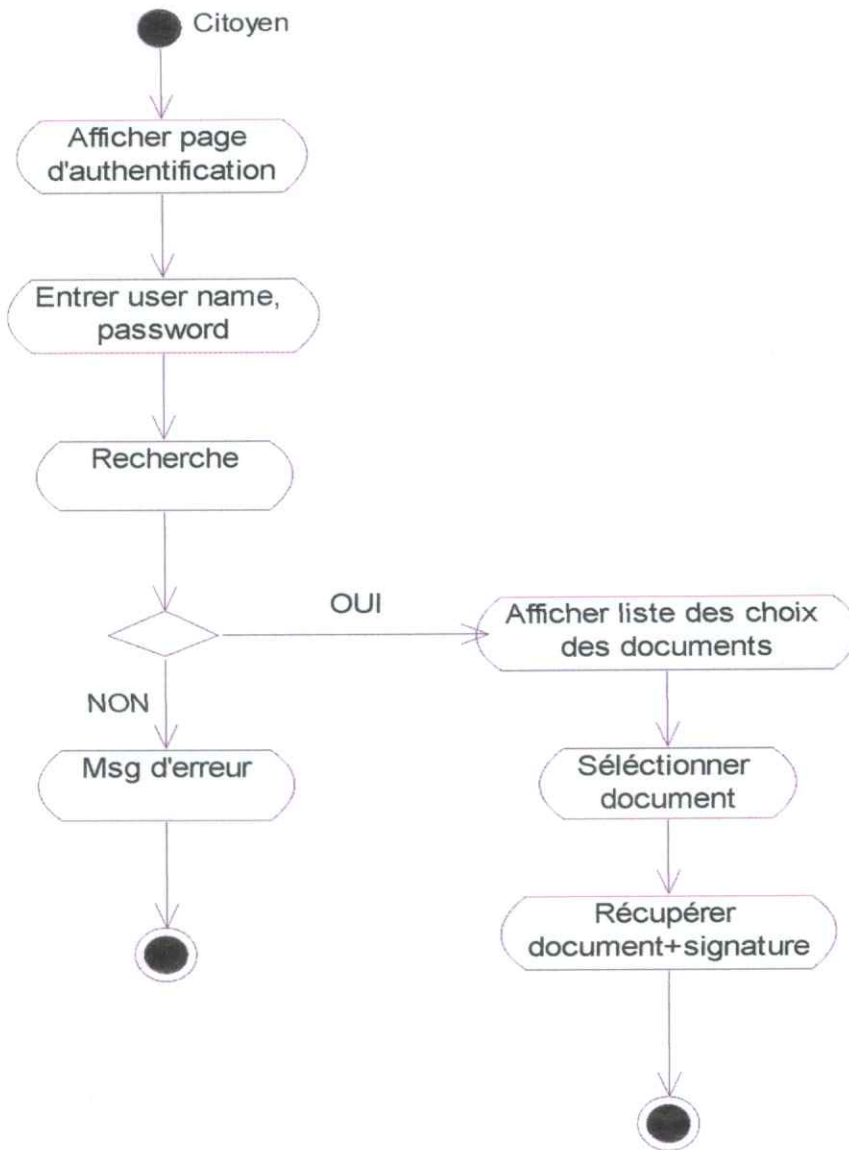 Citoyen
Afficher page
d'authentification
Entrer user name,
password
Recherche
OUI
Afficher liste des choix
des documents
NON
Msg d'erreur
Séléctionner
document
Récupérer
document+signature